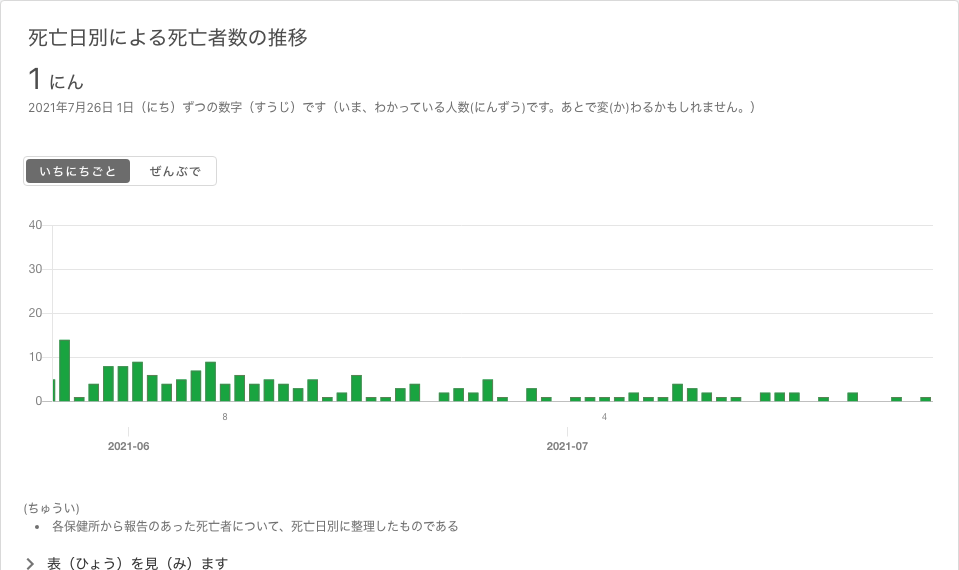 死亡日別による死亡者数の推移
1 にん
2021年7月26日 1日（にち）ずつの数字（すうじ）です（いま、わかっている人数(にんずう)です。あとで変(か)わるかもしれません。）
いちにちごと ぜんぶで
40
30
20
10
0
8 4
2021-06 2021-07
(ちゅうい)
• 各保健所から報告のあった死亡者について、死亡日別に整理したものである
表（ひょう）を見（み）ます